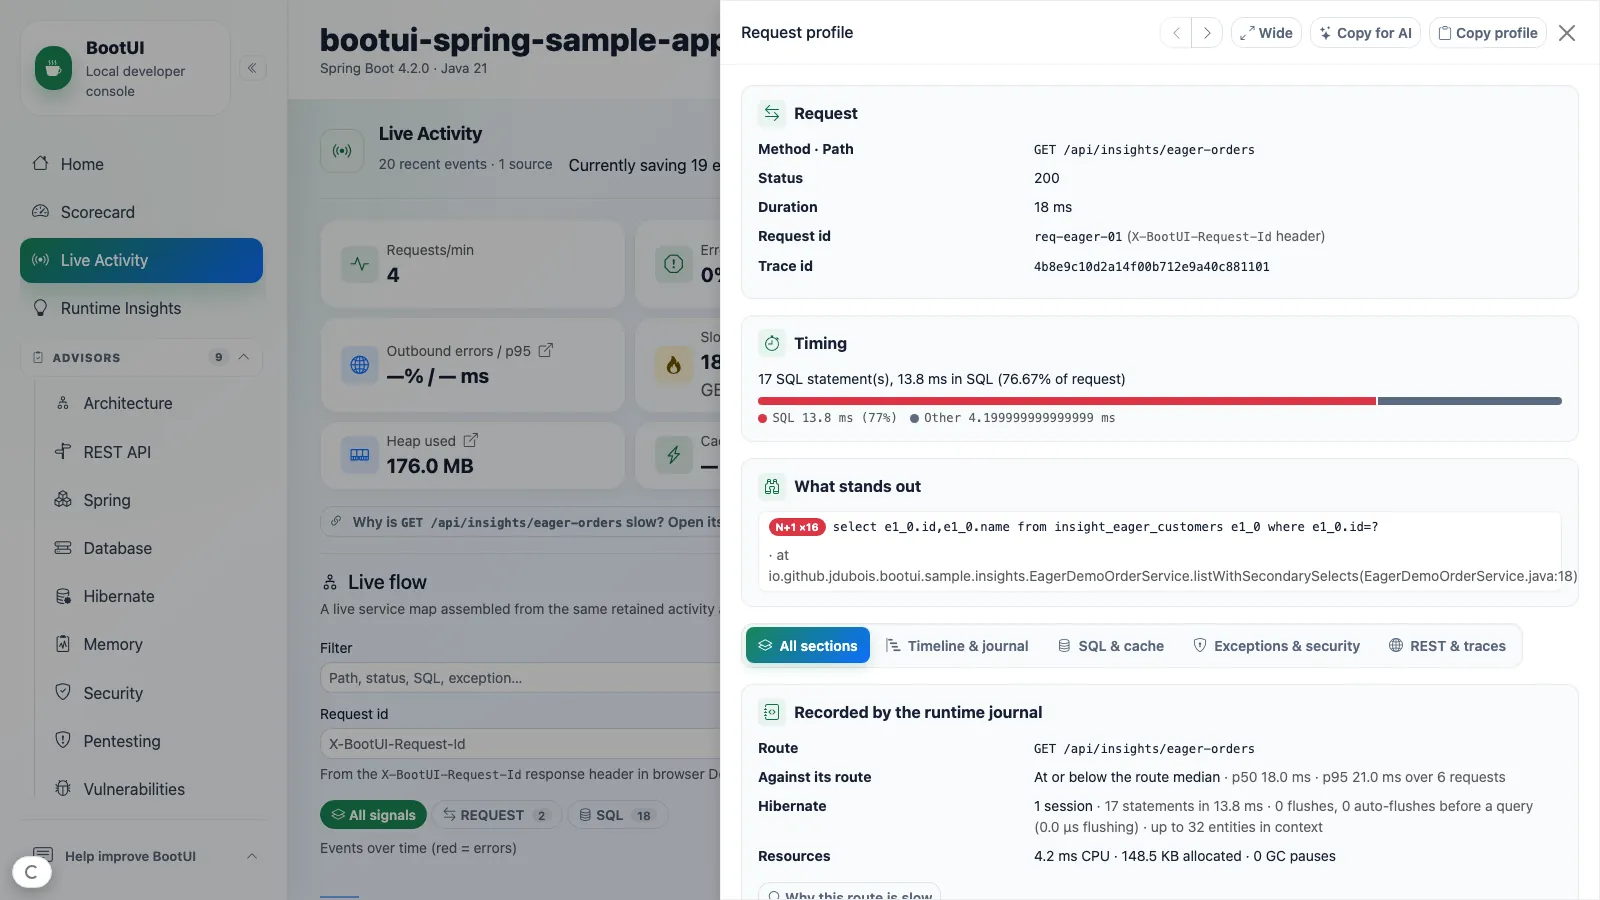 BootUI
Local developer
console
Home
Scorecard
Live Activity
Runtime Insights
ADVISORS 9
Architecture
REST API
Spring
Database
Hibernate
Memory
Security
Pentesting
Vulnerabilities
Help improve BootUI
C
bootui-spring-sample-app
Spring Boot 4.2.0 · Java 21
Live Activity
20 recent events · 1 source Currently saving 19 e
Requests/min
4
Err
0%
Outbound errors / p95
—% / — ms
Slo
18
GE
Heap used
176.0 MB
Ca
—
Why is GET /api/insights/eager-orders slow? Open its
Live flow
A live service map assembled from the same retained activity a
Filter
Path, status, SQL, exception...
Request id
X-BootUI-Request-Id
From the X-BootUI-Request-Id response header in browser De
All signals REQUEST 2 SQL 18
Events over time (red = errors)
Request profile
Wide Copy for AI Copy profile
Request
Method · Path GET /api/insights/eager-orders
Status 200
Duration 18 ms
Request id req-eager-01 (X-BootUI-Request-Id header)
Trace id 4b8e9c10d2a14f00b712e9a40c881101
Timing
17 SQL statement(s), 13.8 ms in SQL (76.67% of request)
SQL 13.8 ms (77%) Other 4.199999999999999 ms
What stands out
N+1 x16 select e1_0.id,e1_0.name from insight_eager_customers e1_0 where e1_0.id=?
· at
io.github.jdubois.bootui.sample.insights.EagerDemoOrderService.listWithSecondarySelects(EagerDemoOrderService.java:18)
All sections Timeline & journal SQL & cache Exceptions & security REST & traces
Recorded by the runtime journal
Route GET /api/insights/eager-orders
Against its route At or below the route median · p50 18.0 ms · p95 21.0 ms over 6 requests
Hibernate 1 session · 17 statements in 13.8 ms · 0 flushes, 0 auto-flushes before a query
(0.0 µs flushing) · up to 32 entities in context
Resources 4.2 ms CPU · 148.5 KB allocated · 0 GC pauses
Why this route is slow